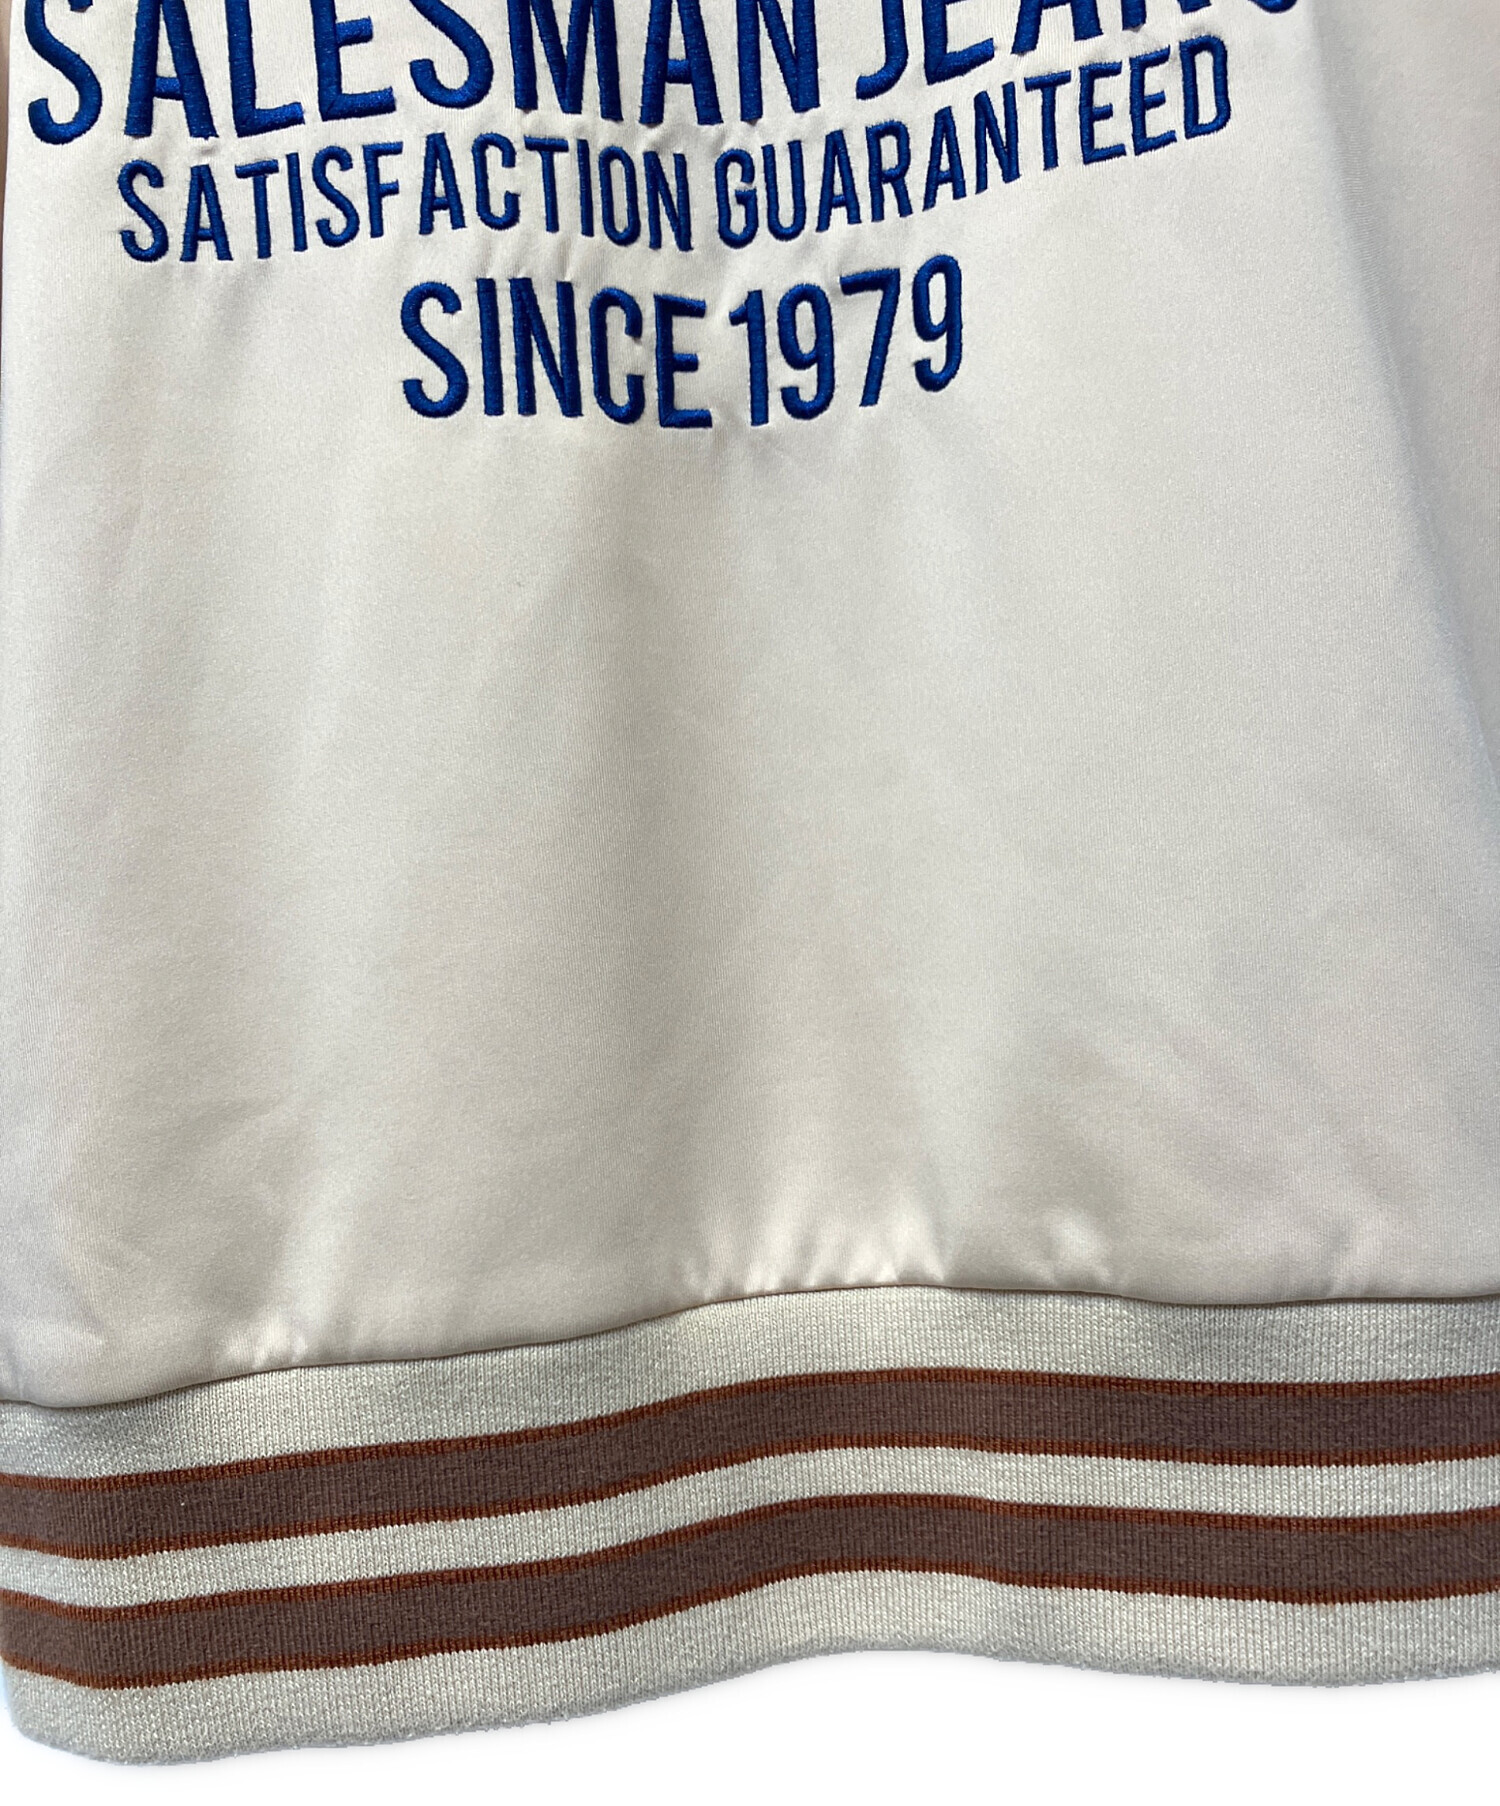 SALESMAN JEANS
SATISFACTION GUARANTEED
SINCE 1979